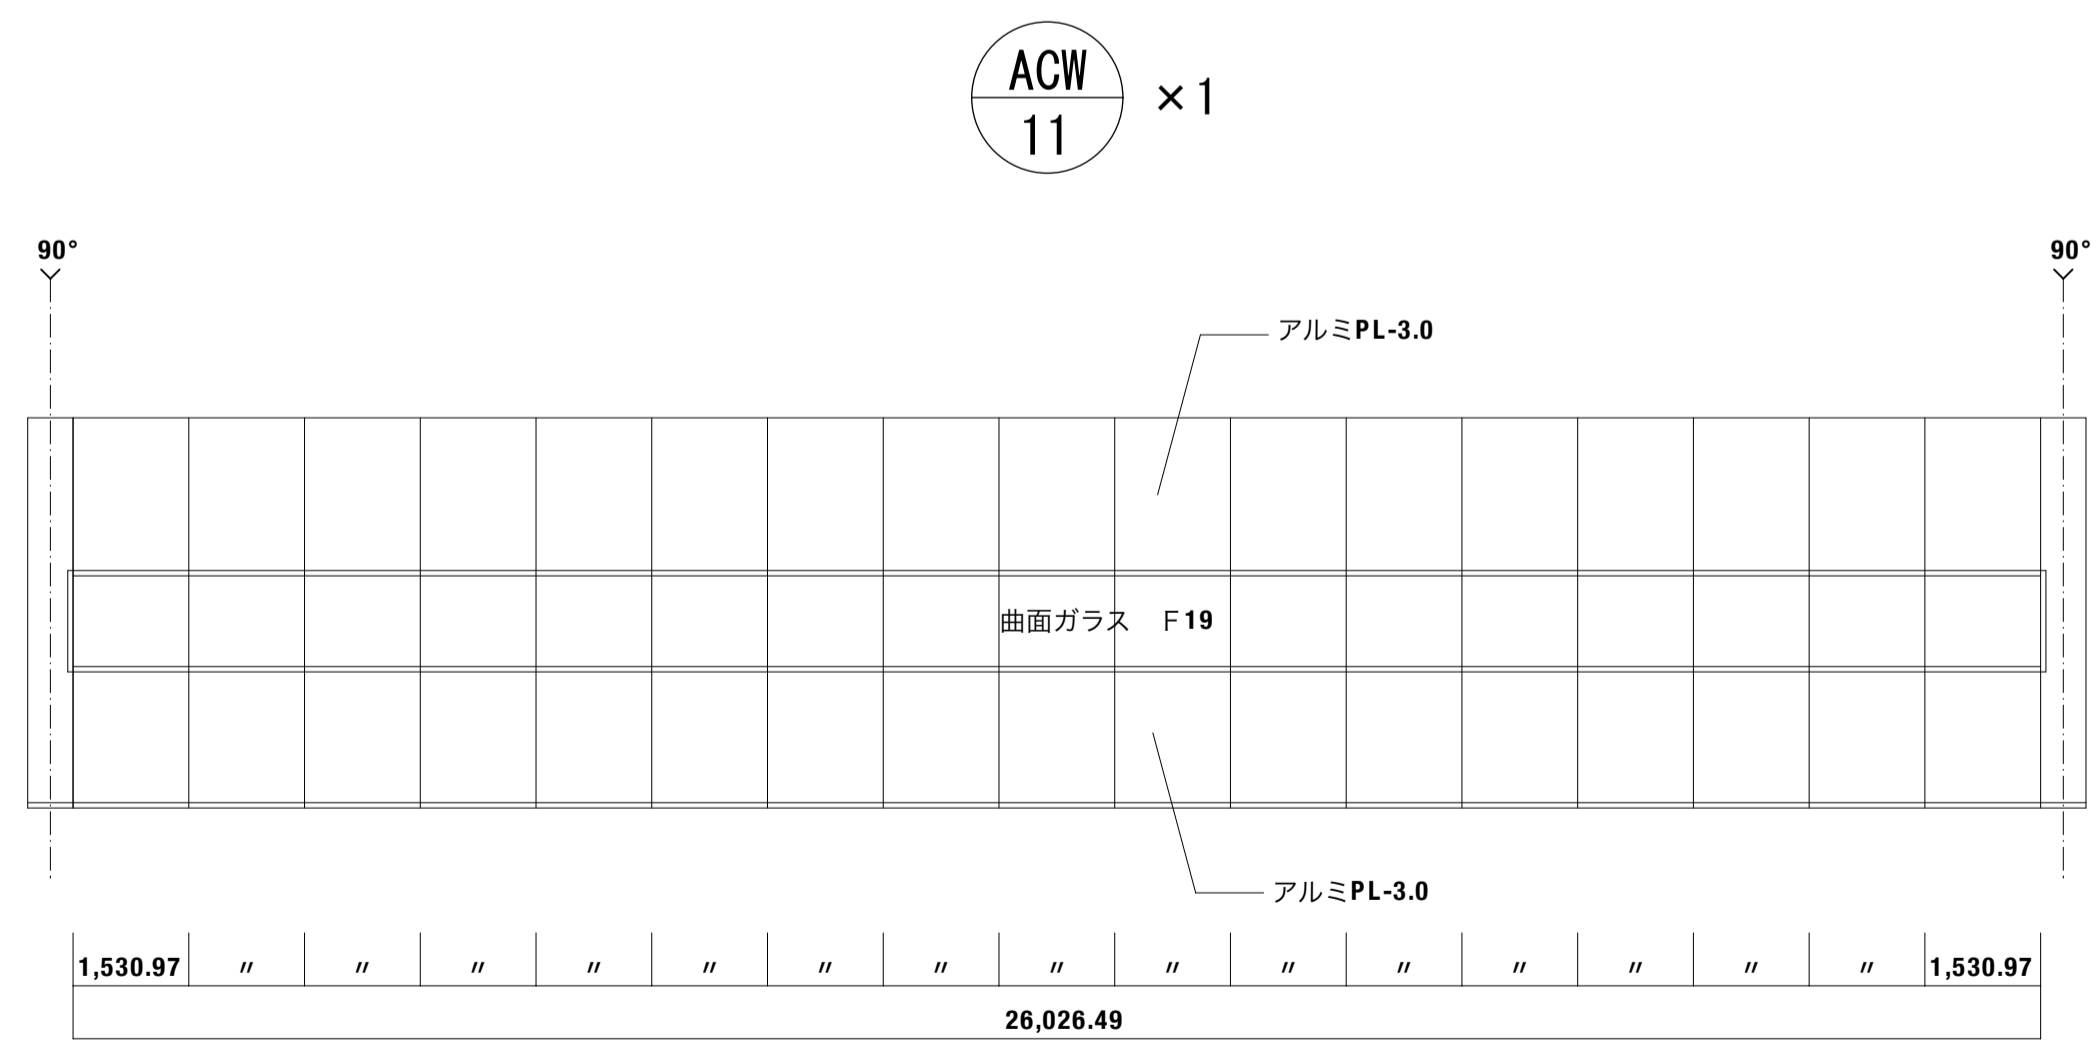 ACW
11
×1
90°
90°
アルミPL-3.0
曲面ガラス　F19
アルミPL-3.0
1,530.97 〃 〃 〃 〃 〃 〃 〃 〃 〃 〃 〃 〃 〃 〃 〃 1,530.97
26,026.49